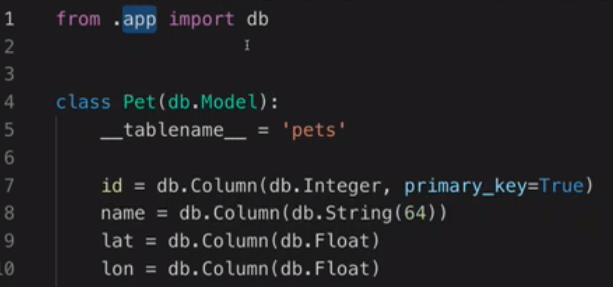 1 from .app import db
2
3
4 class Pet(db.Model):
5     __tablename__ = 'pets'
6
7     id = db.Column(db.Integer, primary_key=True)
8     name = db.Column(db.String(64))
9     lat = db.Column(db.Float)
10     lon = db.Column(db.Float)